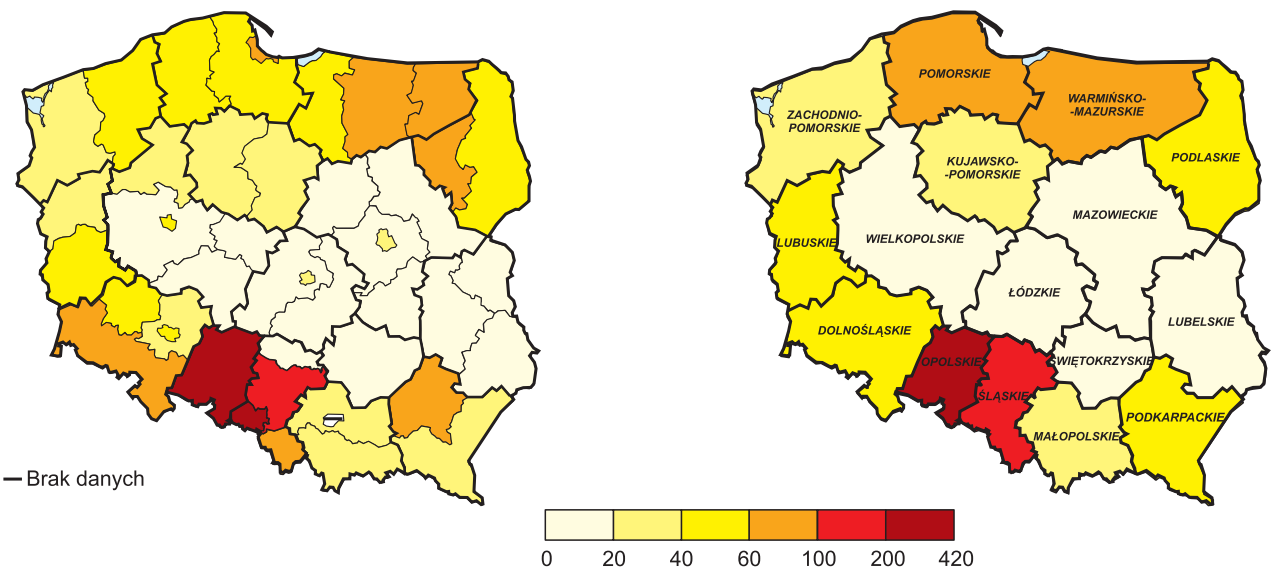 POMORSKIE
WARMIŃSKO-
-MAZURSKIE
ZACHODNIO-
POMORSKIE
PODLASKIE
KUJAWSKO-
-POMORSKIE
MAZOWIECKIE
LUBUSKIE
WIELKOPOLSKIE
ŁÓDZKIE
LUBELSKIE
DOLNOŚLĄSKIE
OPOLSKIE
ŚWIĘTOKRZYSKIE
ŚLĄSKIE
PODKARPACKIE
MAŁOPOLSKIE
Brak danych
0 20 40 60 100 200 420